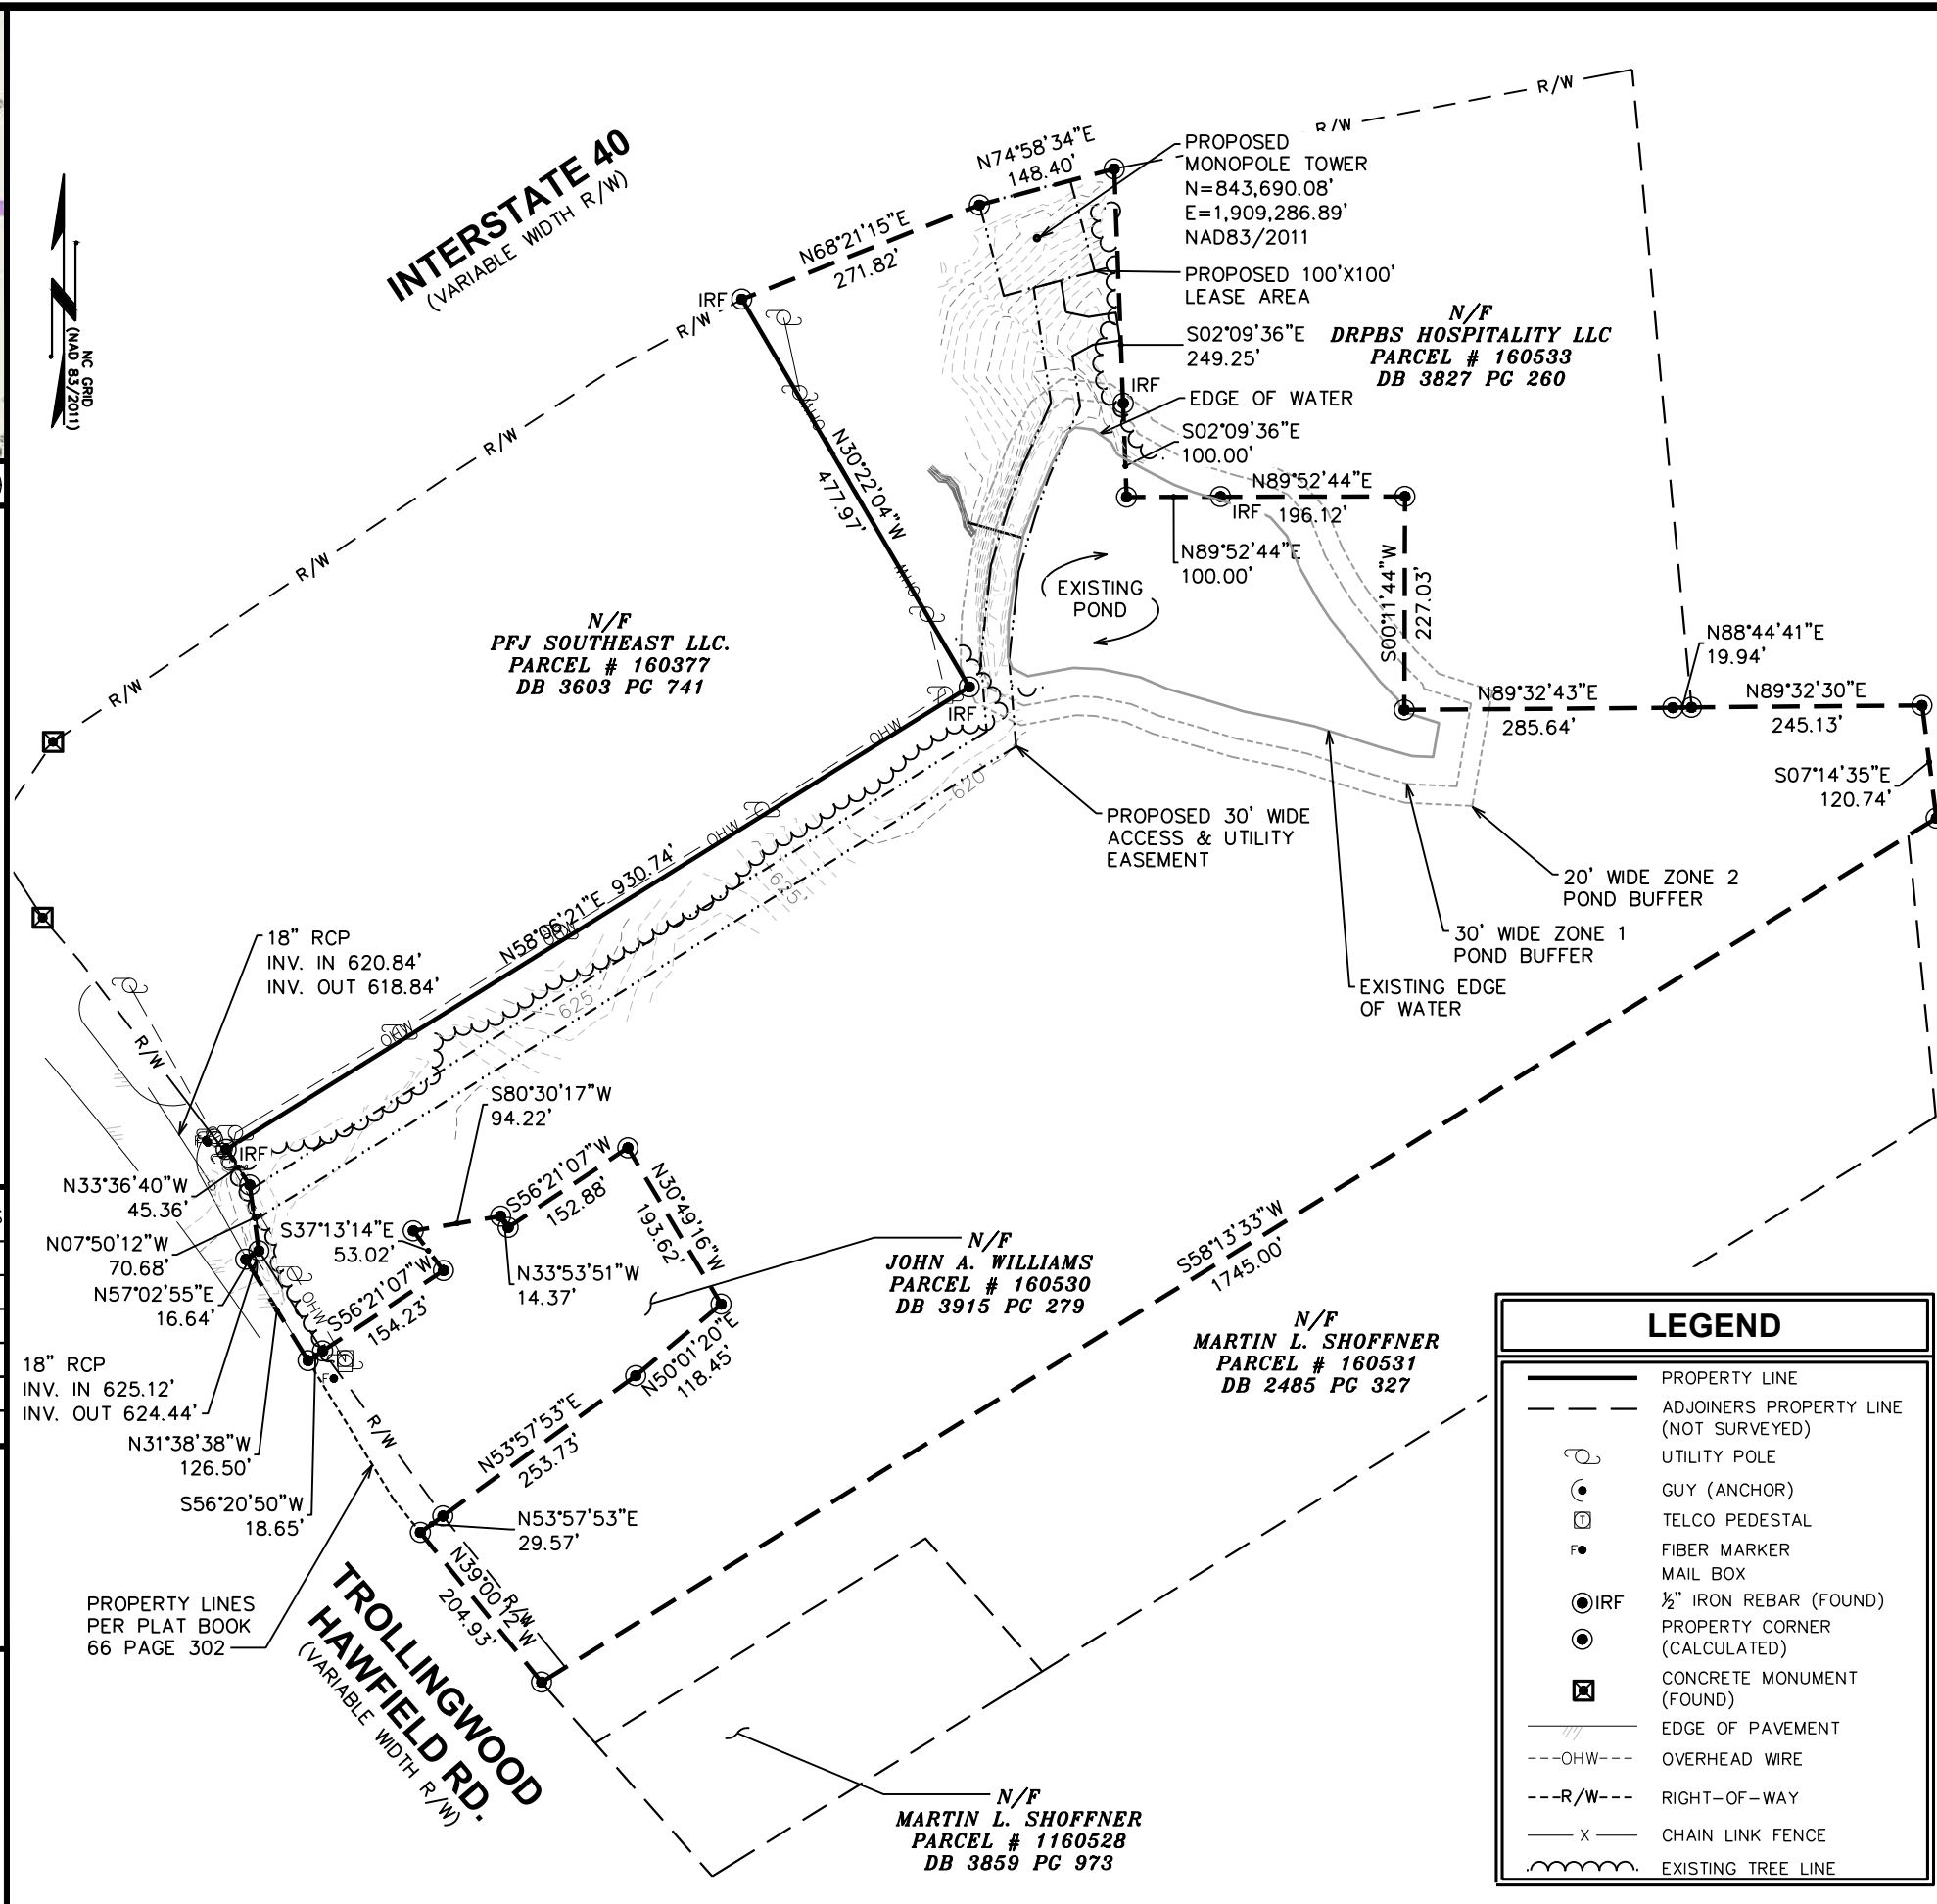 INTERSTATE 40
(VARIABLE WIDTH R/W)
NC GRID
(NAD 83/2011)
R/W
R/W
N74°58'34"E
148.40'
N68°21'15"E
271.82'
PROPOSED
MONOPOLE TOWER
N=843,690.08'
E=1,909,286.89'
NAD83/2011
PROPOSED 100'X100'
LEASE AREA
S02°09'36"E
249.25'
N/F
DRPBS HOSPITALITY LLC
PARCEL # 160533
DB 3827 PG 260
IRF
R/W
IRF
EDGE OF WATER
S02°09'36"E
100.00'
R/W
OHW
N30°22'04"W
477.97'
N89°52'44"E
196.12'
IRF
N89°52'44"E
100.00'
R/W
EXISTING
POND
S00°11'44"W
227.03'
OHW
N/F
PFJ SOUTHEAST LLC.
PARCEL # 160377
DB 3603 PG 741
R/W
N88°44'41"E
19.94'
N89°32'43"E
285.64'
N89°32'30"E
245.13'
IRF
OHW
S07°14'35"E
120.74'
620'
PROPOSED 30' WIDE
ACCESS & UTILITY
EASEMENT
OHW
N58°06'21"E 930.74'
625'
20' WIDE ZONE 2
POND BUFFER
30' WIDE ZONE 1
POND BUFFER
OHW
18" RCP
INV. IN 620.84'
INV. OUT 618.84'
625'
EXISTING EDGE
OF WATER
OHW
R/W
S80°30'17"W
94.22'
F
IRF
N33°36'40"W
45.36'
S56°21'07"W
152.88'
N30°49'16"W
193.62'
S37°13'14"E
53.02'
N07°50'12"W
70.68'
N33°53'51"W
14.37'
N57°02'55"E
16.64'
OHW
S56°21'07"W
154.23'
N/F
JOHN A. WILLIAMS
PARCEL # 160530
DB 3915 PG 279
S58°13'33"W
1745.00'
N/F
MARTIN L. SHOFFNER
PARCEL # 160531
DB 2485 PG 327
18" RCP
INV. IN 625.12'
INV. OUT 624.44'
T
F
N50°01'20"E
118.45'
N31°38'38"W
126.50'
R/W
N53°57'53"E
253.73'
S56°20'50"W
18.65'
N53°57'53"E
29.57'
N39°00'12"W
204.93'
R/W
PROPERTY LINES
PER PLAT BOOK
66 PAGE 302
TROLLINGWOOD
HAWFIELD RD.
(VARIABLE WIDTH R/W)
N/F
MARTIN L. SHOFFNER
PARCEL # 1160528
DB 3859 PG 973
LEGEND
PROPERTY LINE
ADJOINERS PROPERTY LINE
(NOT SURVEYED)
UTILITY POLE
GUY (ANCHOR)
T TELCO PEDESTAL
F FIBER MARKER
MAIL BOX
IRF ½" IRON REBAR (FOUND)
PROPERTY CORNER
(CALCULATED)
CONCRETE MONUMENT
(FOUND)
EDGE OF PAVEMENT
---OHW--- OVERHEAD WIRE
---R/W--- RIGHT-OF-WAY
X CHAIN LINK FENCE
EXISTING TREE LINE